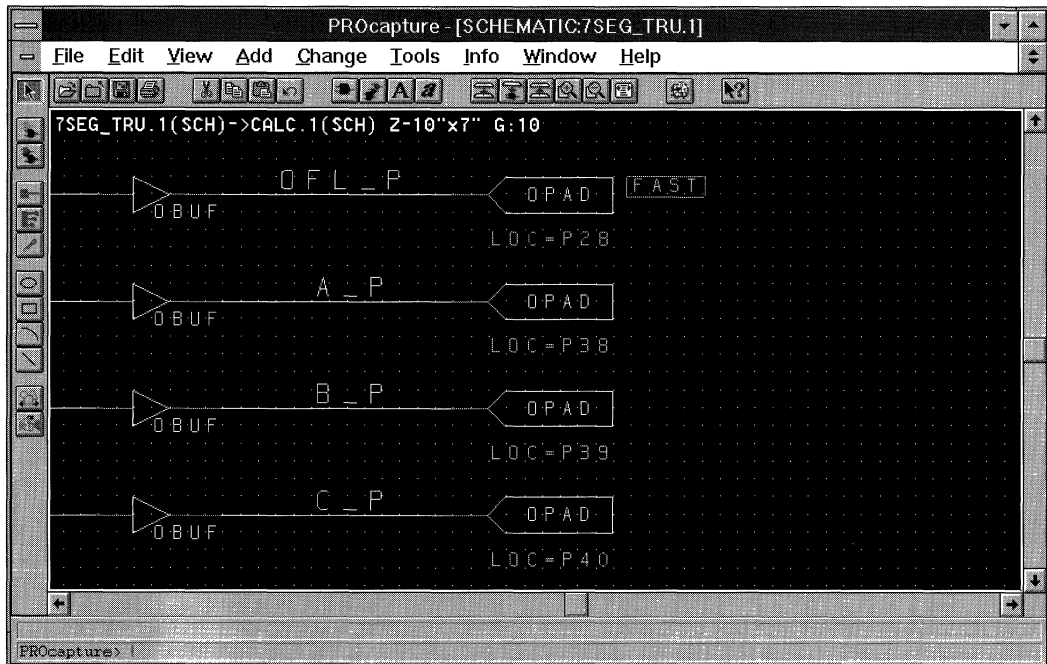 PROcapture - [SCHEMATIC:7SEG_TRU.1]
File Edit View Add Change Tools Info Window Help
A a
7SEG_TRU.1(SCH)->CALC.1(SCH) Z-10"x7" G:10
OFL_P
OPAD
FAST
OBUF
LOC=P28
A_P
OPAD
OBUF
LOC=P38
B_P
OPAD
OBUF
LOC=P39
C_P
OPAD
OBUF
LOC=P40
PROcapture>